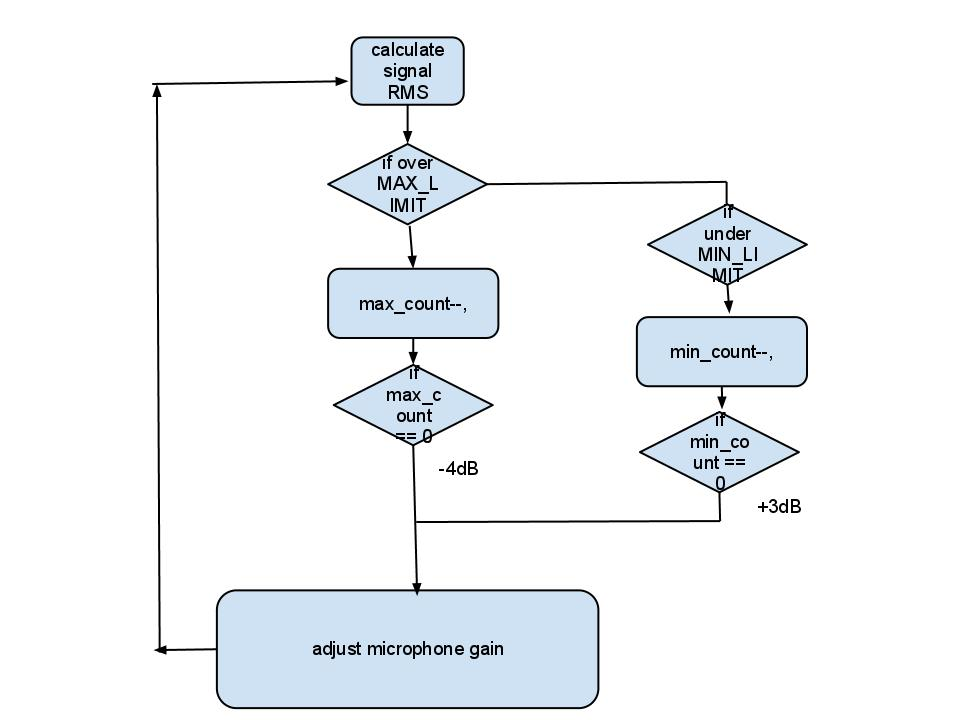 calculate
signal
RMS
if over
MAX_L
IMIT
if
under
MIN_LI
MIT
max_count--,
min_count--,
if
max_c
ount
== 0
if
min_co
unt ==
0
-4dB
+3dB
adjust microphone gain